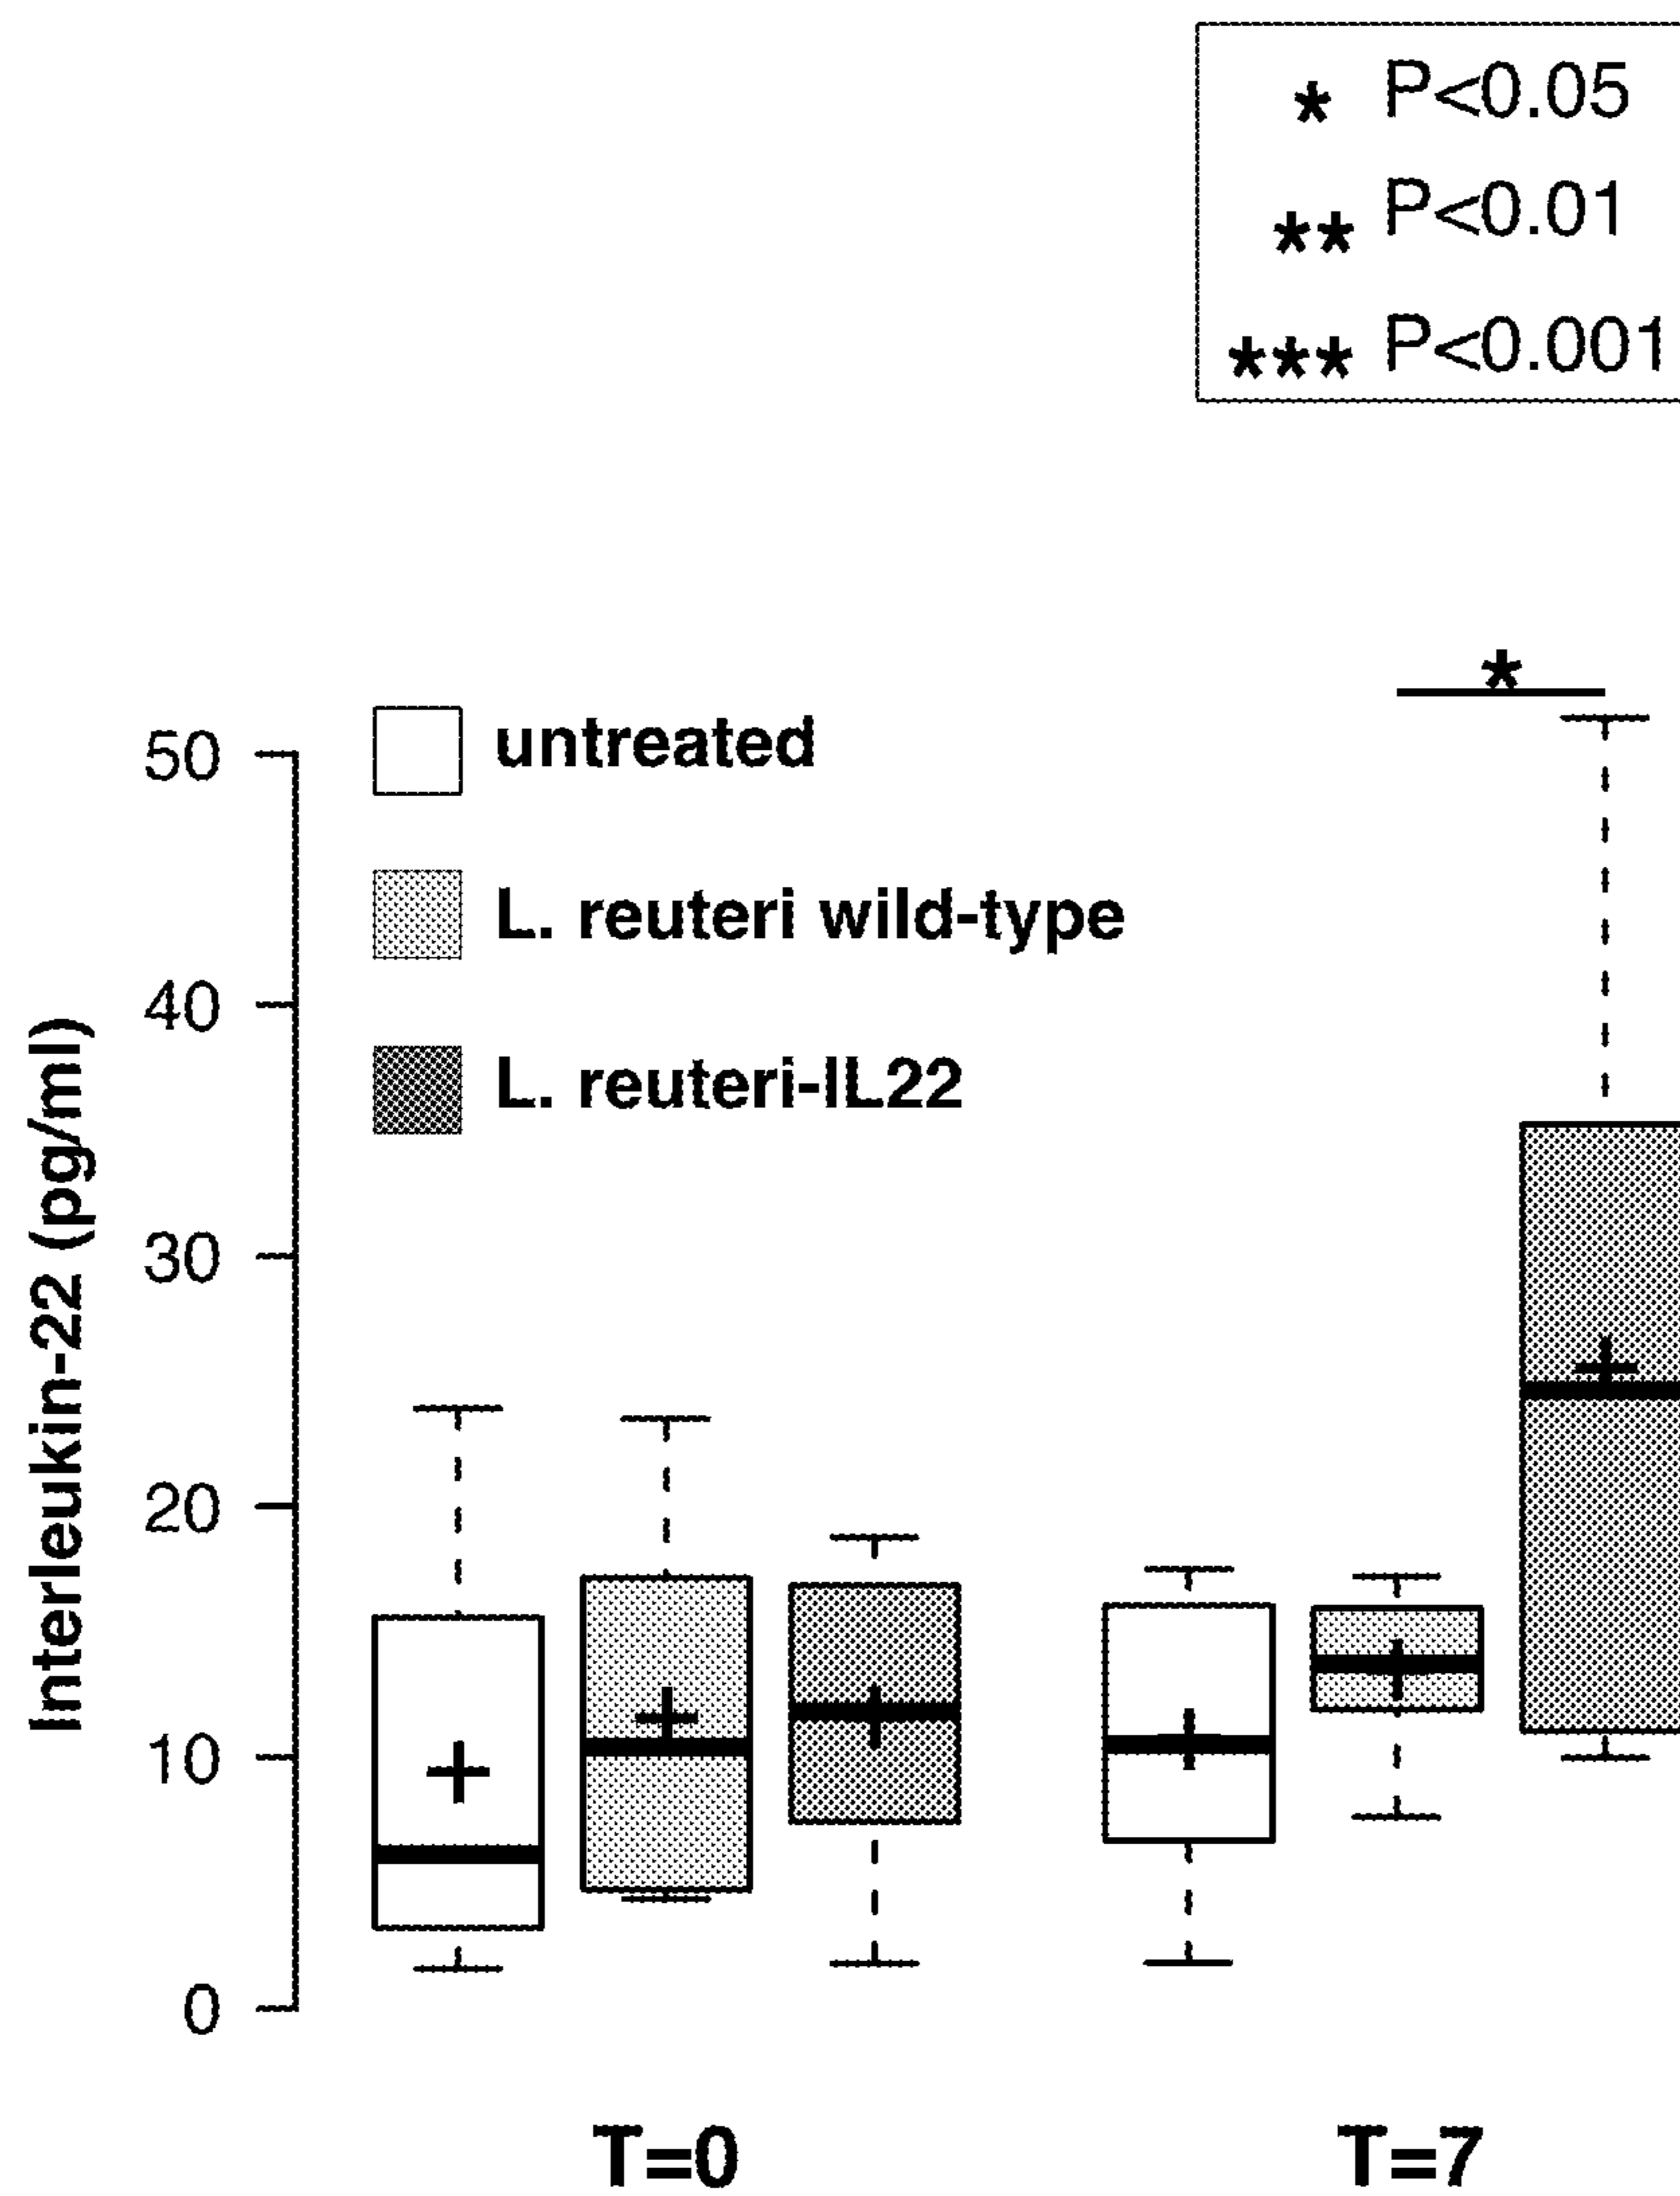 * P<0.05
** P<0.01
*** P<0.001
*
untreated
L. reuteri wild-type
L. reuteri-IL22
Interleukin-22 (pg/ml)
50
40
30
20
10
0
T=0
T=7